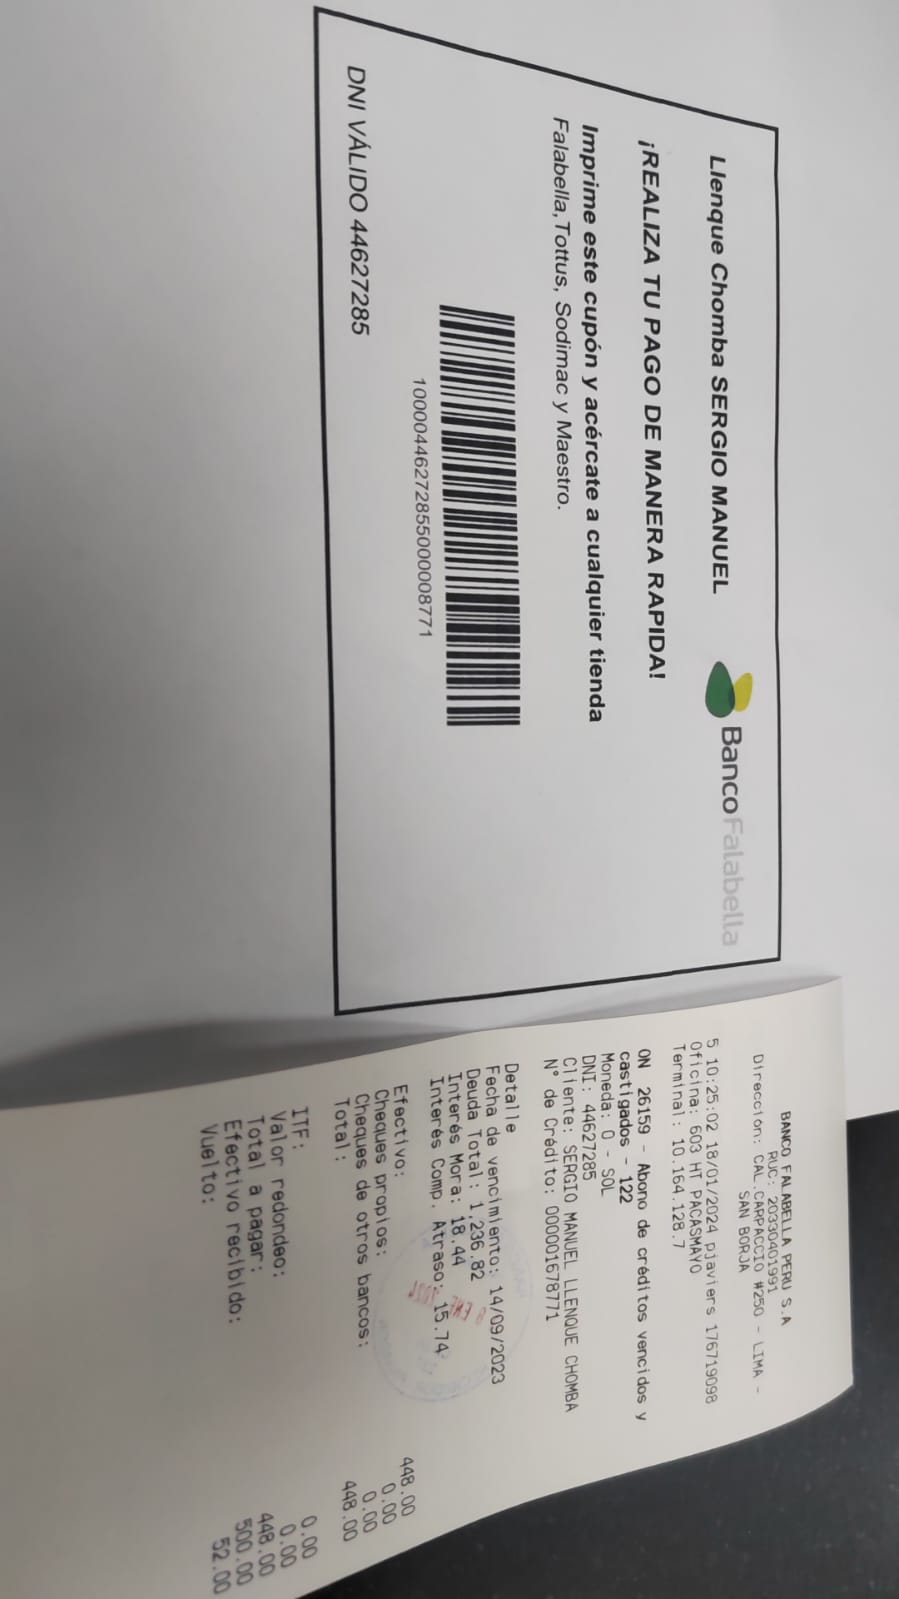 Llenque Chomba SERGIO MANUEL
Banco Falabella
¡REALIZA TU PAGO DE MANERA RAPIDA!
Imprime este cupón y acércate a cualquier tienda
Falabella, Tottus, Sodimac y Maestro.
10000446272855000008771
DNI VÁLIDO 44627285
BANCO FALABELLA PERU S.A
RUC: 20330401991
Dirección: CAL.CARPACCIO #250 - LIMA -
SAN BORJA
5 10:25:02 18/01/2024 pjaviers 176719098
Oficina: 603 HT PACASMAYO
Terminal: 10.164.128.7
ON 26159 - Abono de créditos vencidos y
castigados - 122
Moneda: 0 - SOL
DNI: 44627285
Cliente: SERGIO MANUEL LLENQUE CHOMBA
N° de Crédito: 000001678771
Detalle
Fecha de vencimiento: 14/09/2023
Deuda Total: 1,236.82
Interés Mora: 18.44
Interés Comp. Atraso: 15.74
Efectivo: 448.00
Cheques propios: 0.00
Cheques de otros bancos: 0.00
Total: 448.00
ITF: 0.00
Valor redondeo: 0.00
Total a pagar: 448.00
Efectivo recibido: 500.00
Vuelto: 52.00